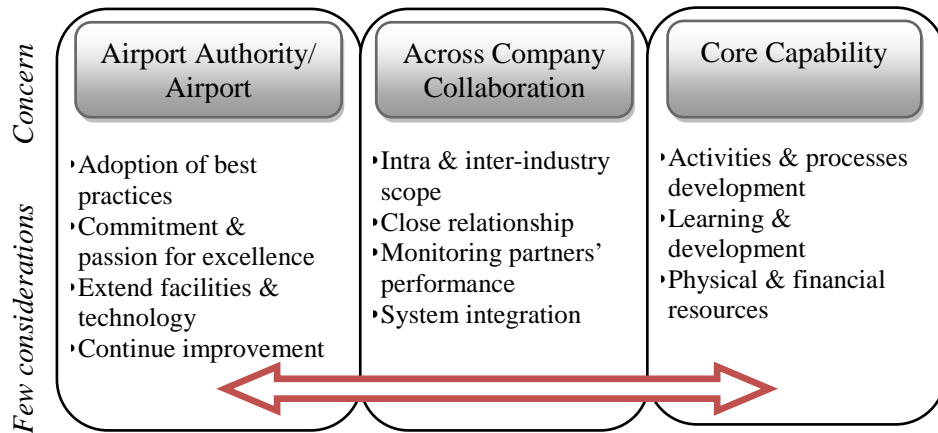 Concern
Airport Authority/
Airport
Across Company
Collaboration
Core Capability
Few considerations
Adoption of best
practices
Commitment &
passion for excellence
Extend facilities &
technology
Continue improvement
Intra & inter-industry
scope
Close relationship
Monitoring partners’
performance
System integration
Activities & processes
development
Learning &
development
Physical & financial
resources